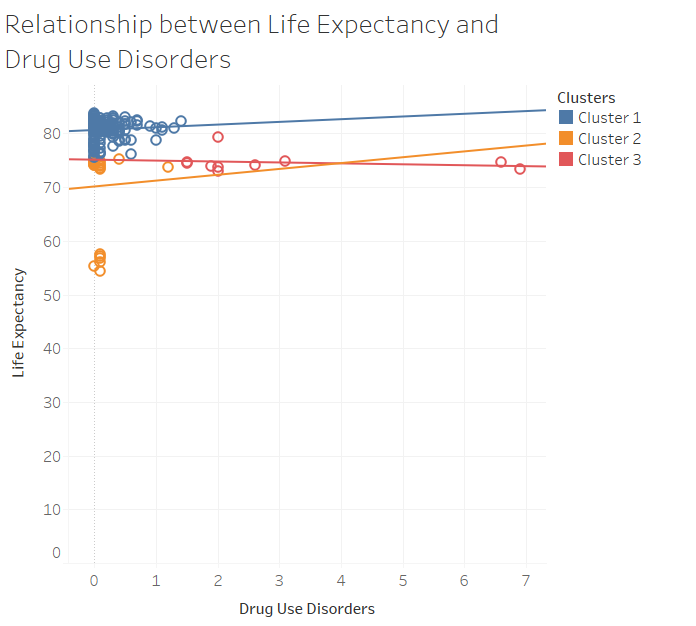 Relationship between Life Expectancy and
Drug Use Disorders
Clusters
Cluster 1
Cluster 2
Cluster 3
Life Expectancy
80
70
60
50
40
30
20
10
0
0 1 2 3 4 5 6 7
Drug Use Disorders